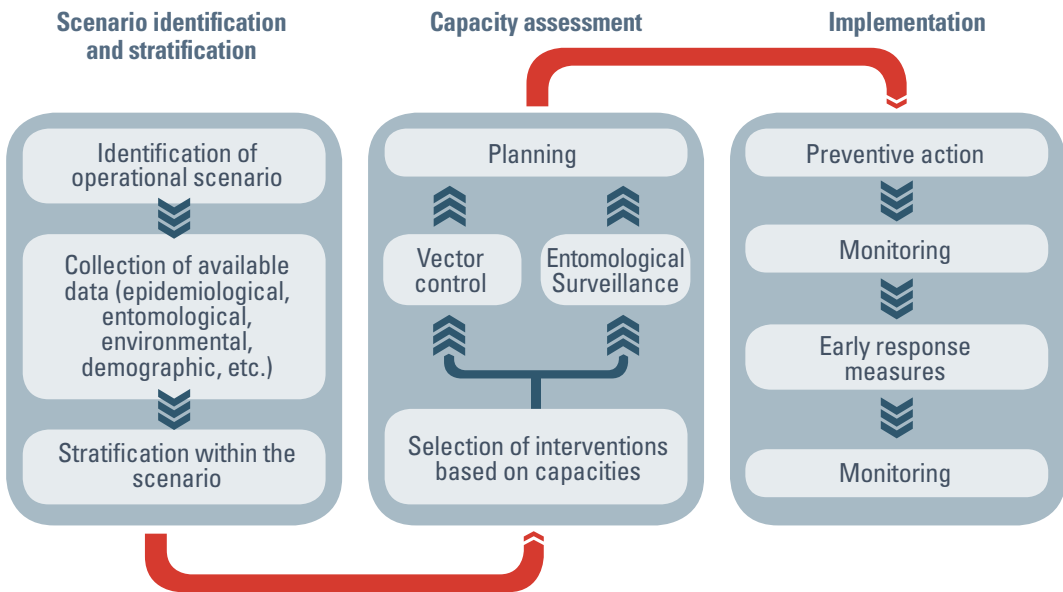 Scenario identification
and stratification
Identification of
operational scenario
Collection of available
data (epidemiological,
entomological,
environmental,
demographic, etc.)
Stratification within the
scenario
Capacity assessment
Planning
Vector
control
Entomological
Surveillance
Selection of interventions
based on capacities
Implementation
Preventive action
Monitoring
Early response
measures
Monitoring